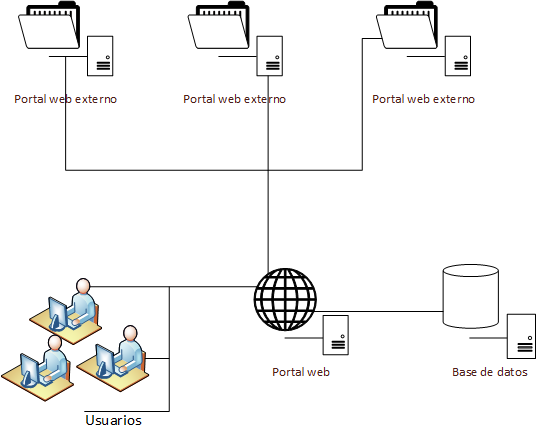 Portal web externo
Portal web externo
Portal web externo
Portal web
Base de datos
Usuarios